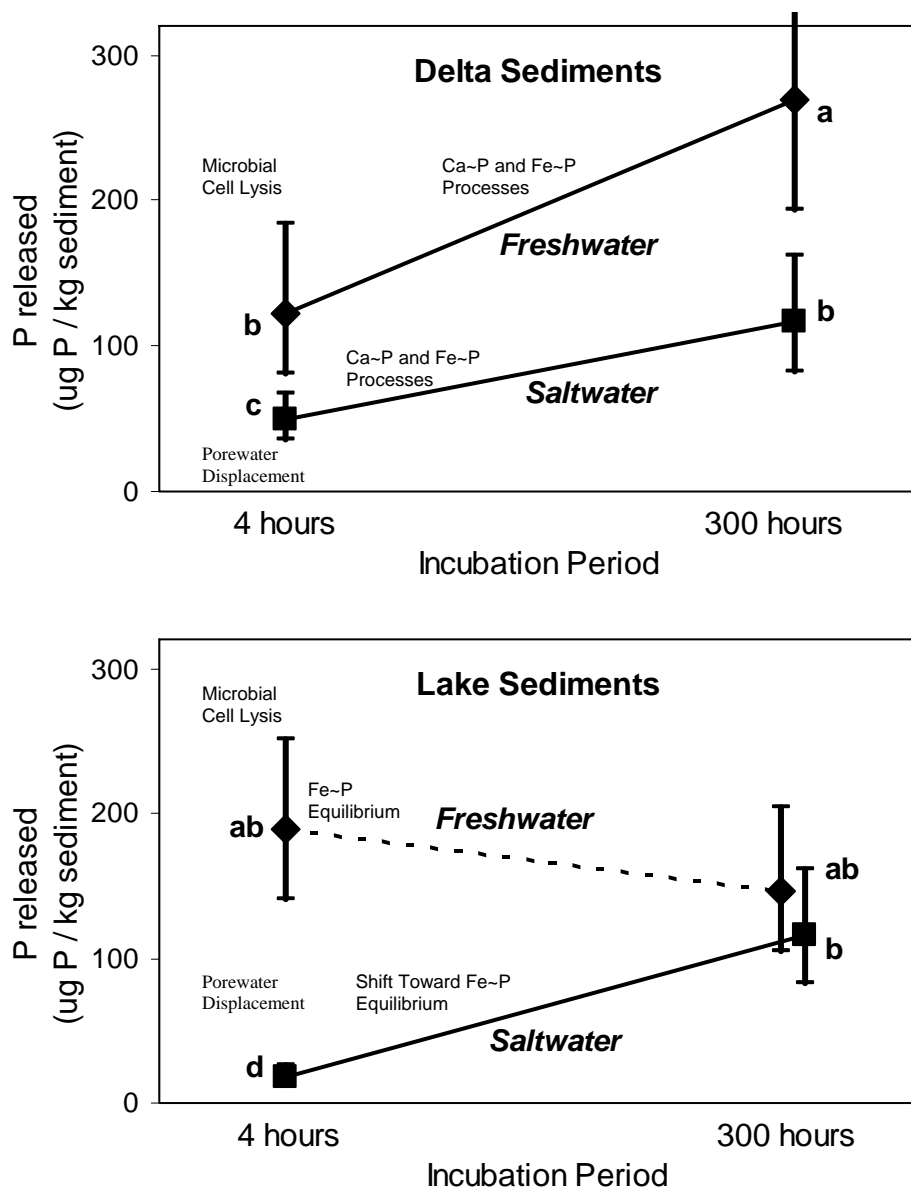 Delta Sediments
300
200
100
0
P released
(ug P / kg sediment)
Microbial
Cell Lysis
Ca~P and Fe~P
Processes
a
Freshwater
b
b
Ca~P and Fe~P
Processes
Saltwater
c
Porewater
Displacement
4 hours
300 hours
Incubation Period
Lake Sediments
300
200
100
0
P released
(ug P / kg sediment)
Microbial
Cell Lysis
Fe~P
Equilibrium
Freshwater
ab
ab
b
Porewater
Displacement
Shift Toward Fe~P
Equilibrium
Saltwater
d
4 hours
300 hours
Incubation Period